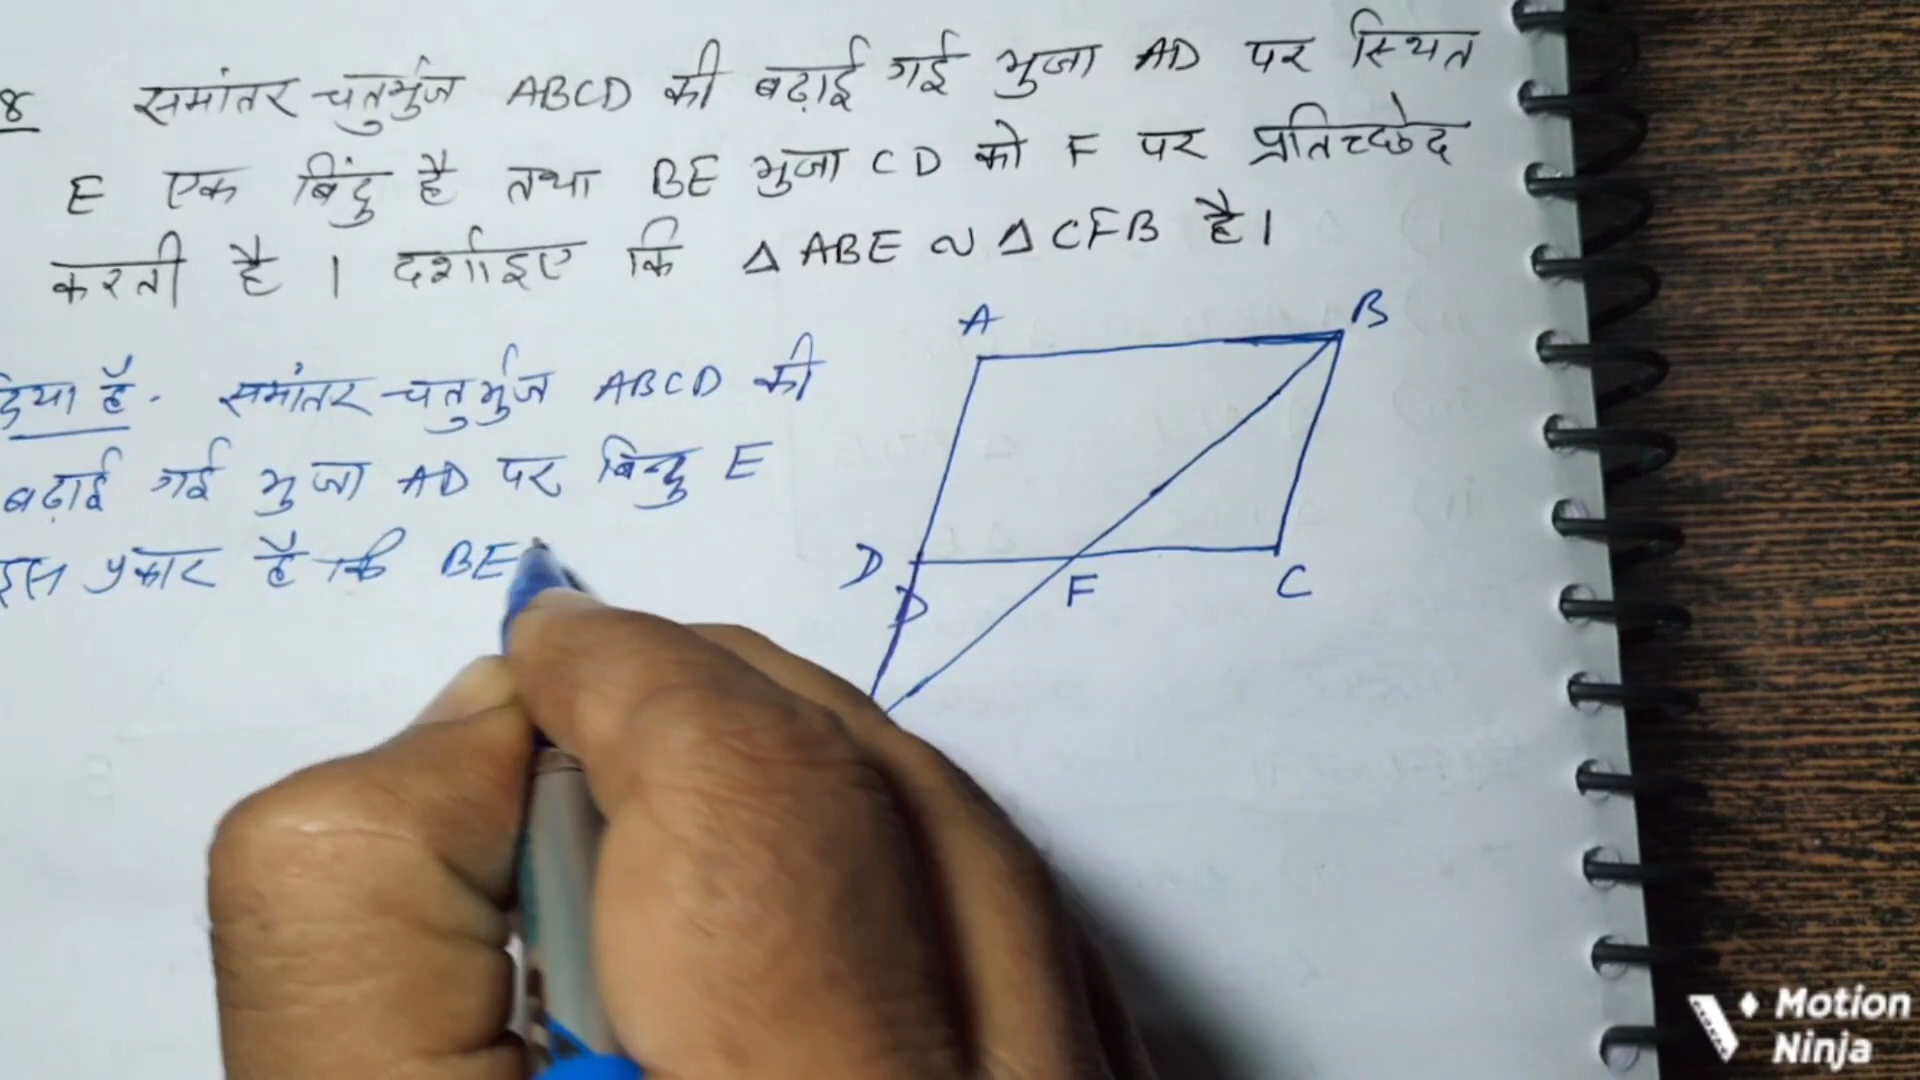 8 समांतर चतुर्भुज ABCD की बढ़ाई गई भुजा AD पर स्थित
E एक बिंदु है तथा BE भुजा CD को F पर प्रतिच्छेद
करती है । दर्शाइए कि Δ ABE ~ Δ CFB है।
दिया है - समांतर चतुर्भुज ABCD की
बढ़ाई गई भुजा AD पर बिन्दु E
इस प्रकार है कि BE
A
B
D
D
F
C
Motion
Ninja